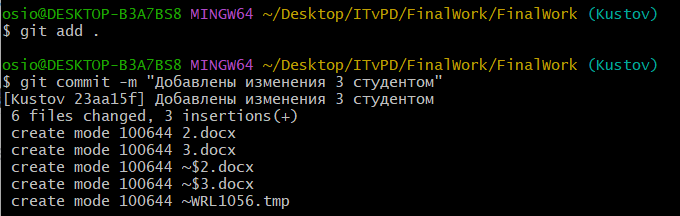 osio@DESKTOP-B3A7BS8 MINGW64 ~/Desktop/ITvPD/FinalWork/FinalWork (Kustov)
$ git add .
osio@DESKTOP-B3A7BS8 MINGW64 ~/Desktop/ITvPD/FinalWork/FinalWork (Kustov)
$ git commit -m "Добавлены изменения 3 студентом"
[Kustov 23aa15f] Добавлены изменения 3 студентом
 6 files changed, 3 insertions(+)
 create mode 100644 2.docx
 create mode 100644 3.docx
 create mode 100644 ~$2.docx
 create mode 100644 ~$3.docx
 create mode 100644 ~WRL1056.tmp